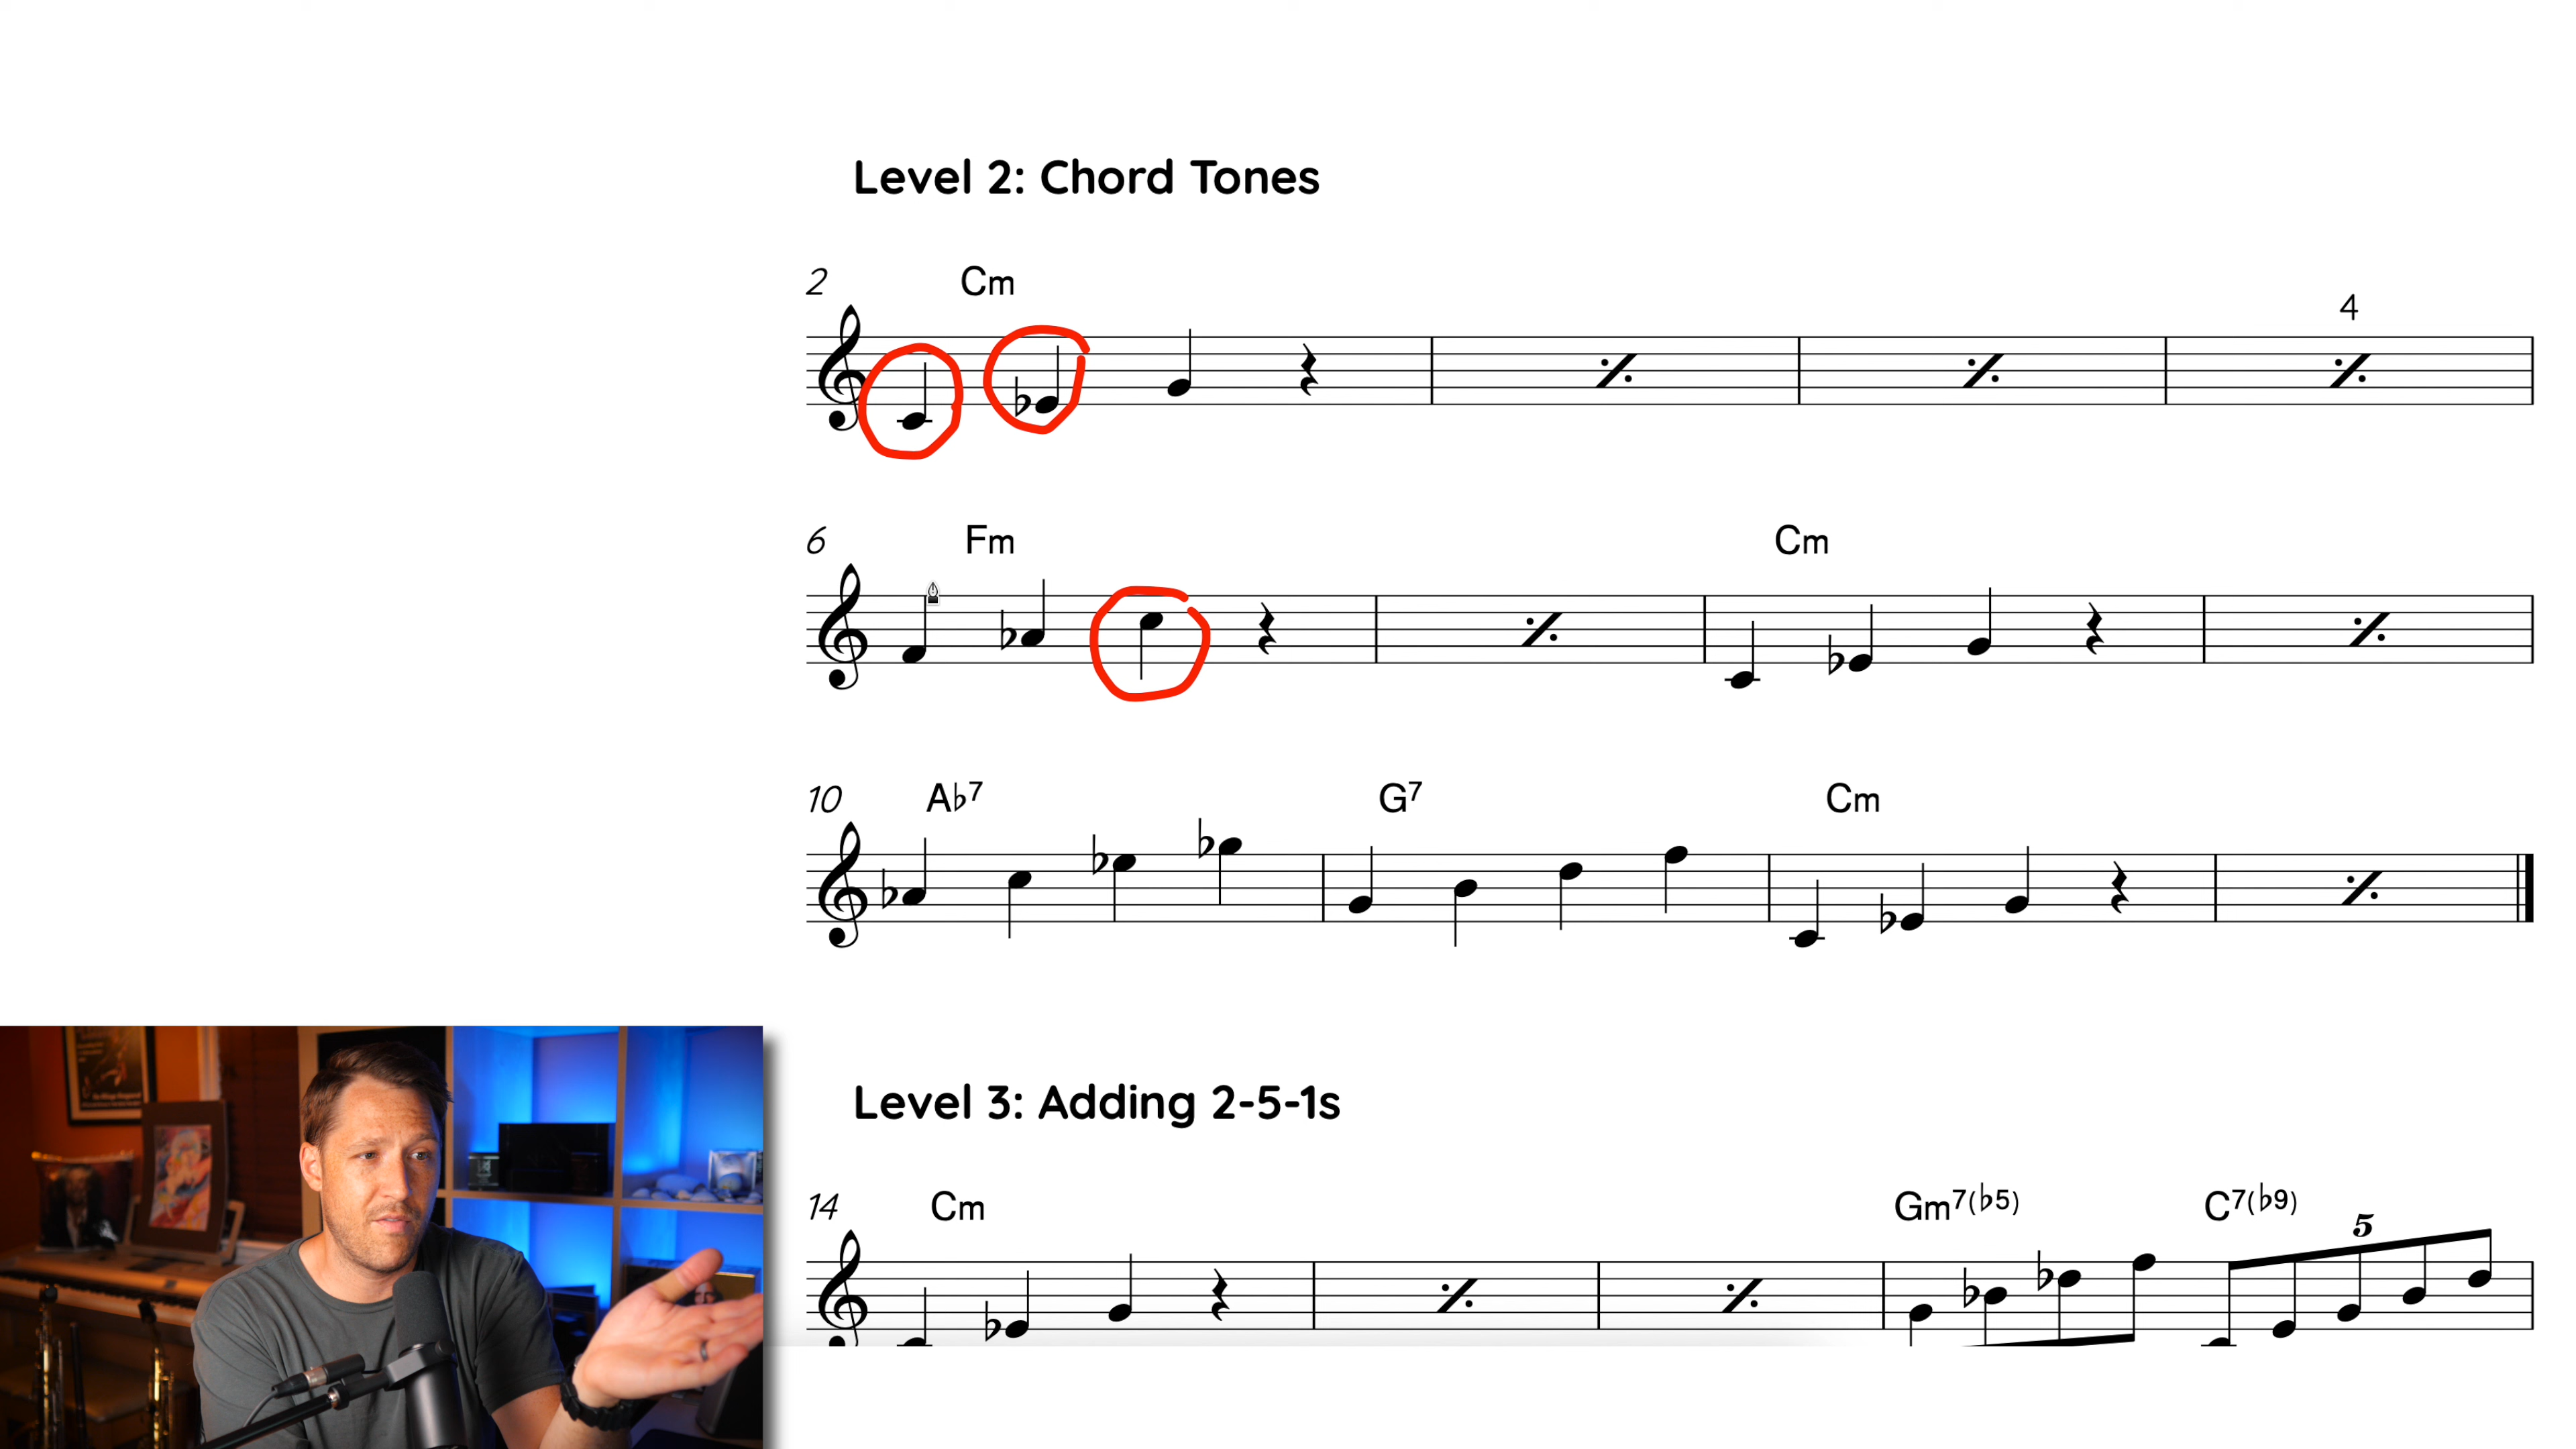 Level 2: Chord Tones
2 Cm 4
6 Fm Cm
10 A♭7 G7 Cm
Level 3: Adding 2-5-1s
14 Cm Gm7(♭5) C7(♭9)
5